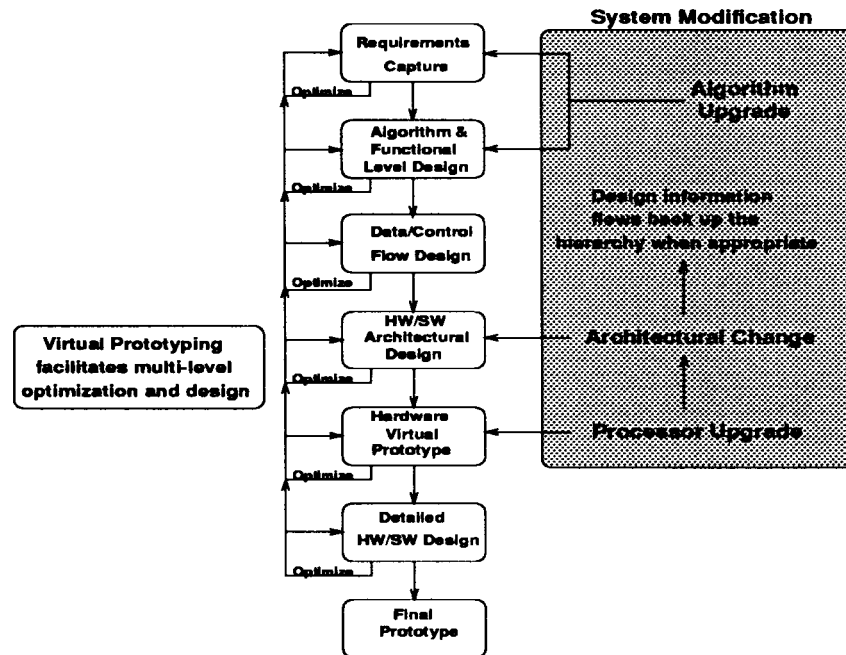 System Modification
Requirements
Capture
Optimize
Algorithm
Upgrade
Algorithm &
Functional
Level Design
Optimize
Design information
flows back up the
hierarchy when appropriate
Data/Control
Flow Design
Optimize
HW/SW
Architectural
Design
Architectural Change
Virtual Prototyping
facilitates multi-level
optimization and design
Optimize
Hardware
Virtual
Prototype
Processor Upgrade
Optimize
Detailed
HW/SW Design
Optimize
Final
Prototype